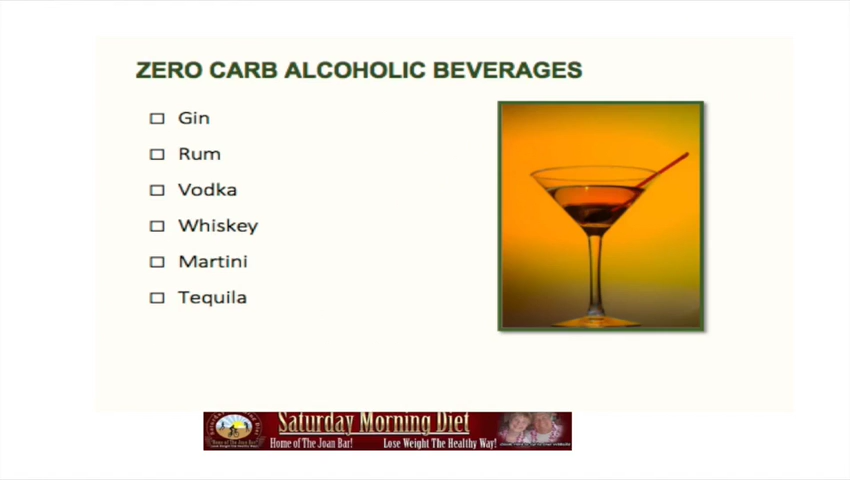 ZERO CARB ALCOHOLIC BEVERAGES
Gin
Rum
Vodka
Whiskey
Martini
Tequila
Saturday Morning Diet
Home of The Joan Bar! Lose Weight The Healthy Way!